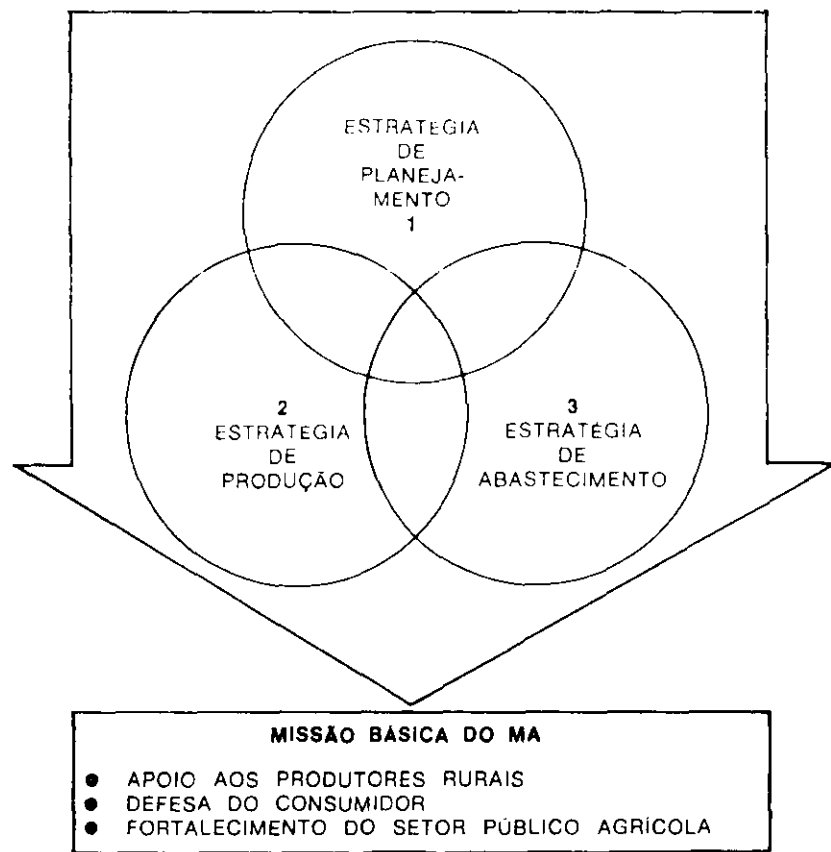 ESTRATÉGIA
DE
PLANEJA-
MENTO
1
2
ESTRATÉGIA
DE
PRODUÇÃO
3
ESTRATÉGIA
DE
ABASTECIMENTO
MISSÃO BÁSICA DO MA
● APOIO AOS PRODUTORES RURAIS
● DEFESA DO CONSUMIDOR
● FORTALECIMENTO DO SETOR PÚBLICO AGRÍCOLA